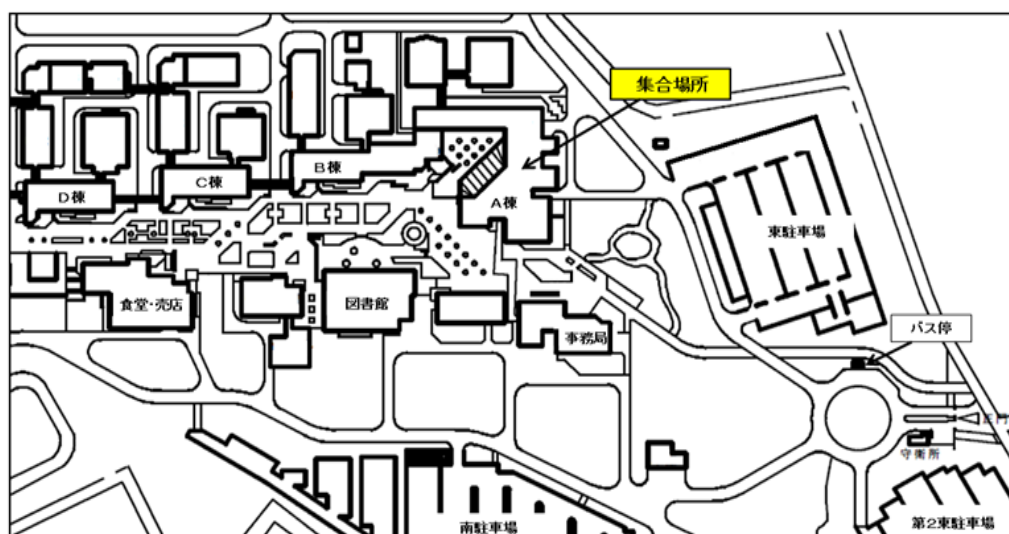 集合場所
B棟
C棟
D棟
A棟
東駐車場
食堂・売店
図書館
事務局
バス停
正門
守衛所
南駐車場
第2東駐車場